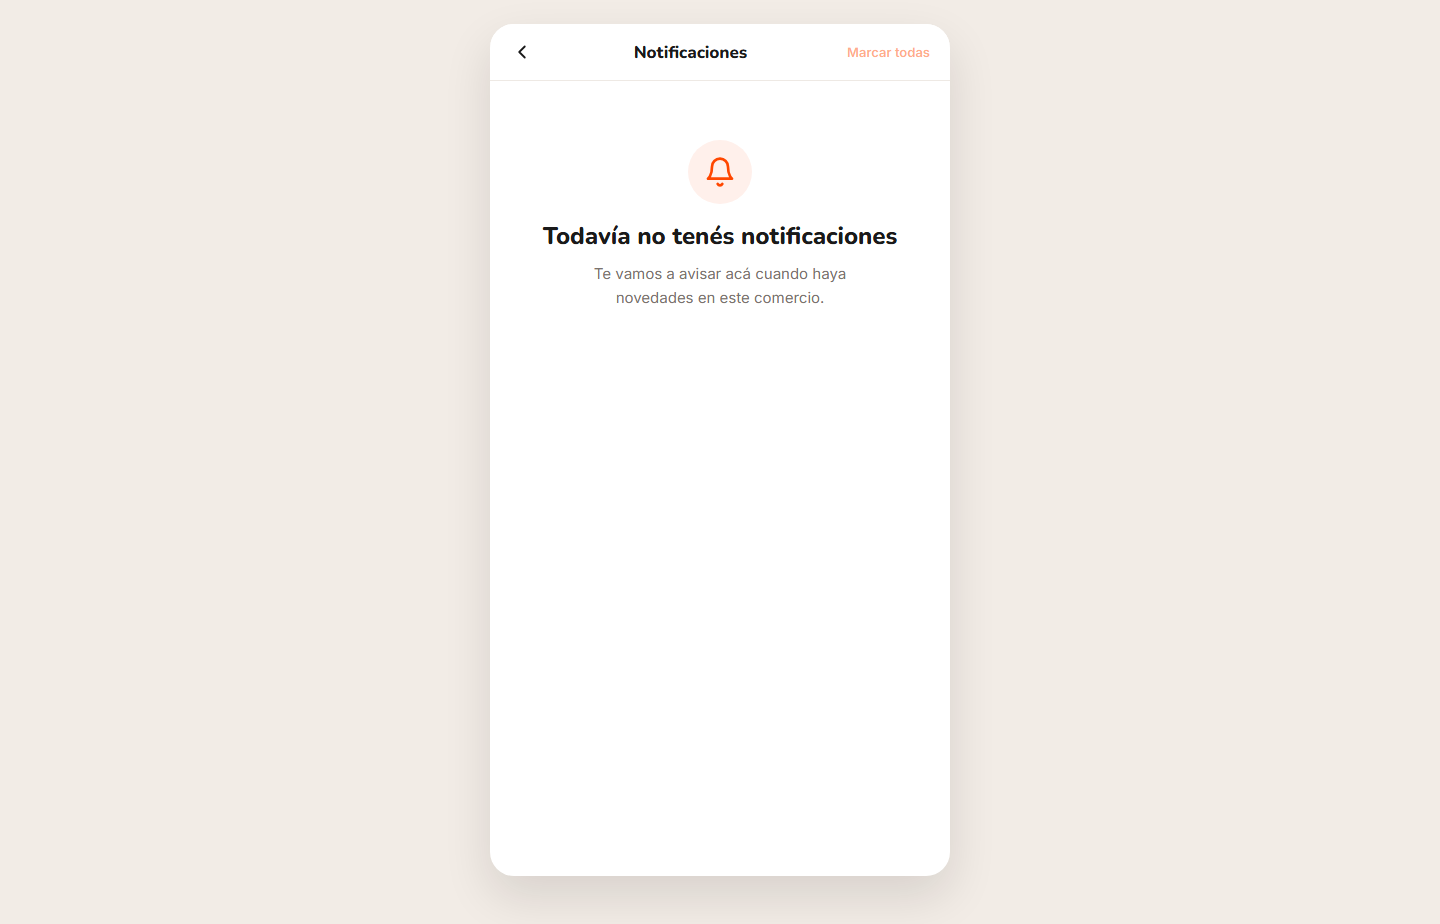 Notificaciones
Marcar todas
Todavía no tenés notificaciones
Te vamos a avisar acá cuando haya
novedades en este comercio.